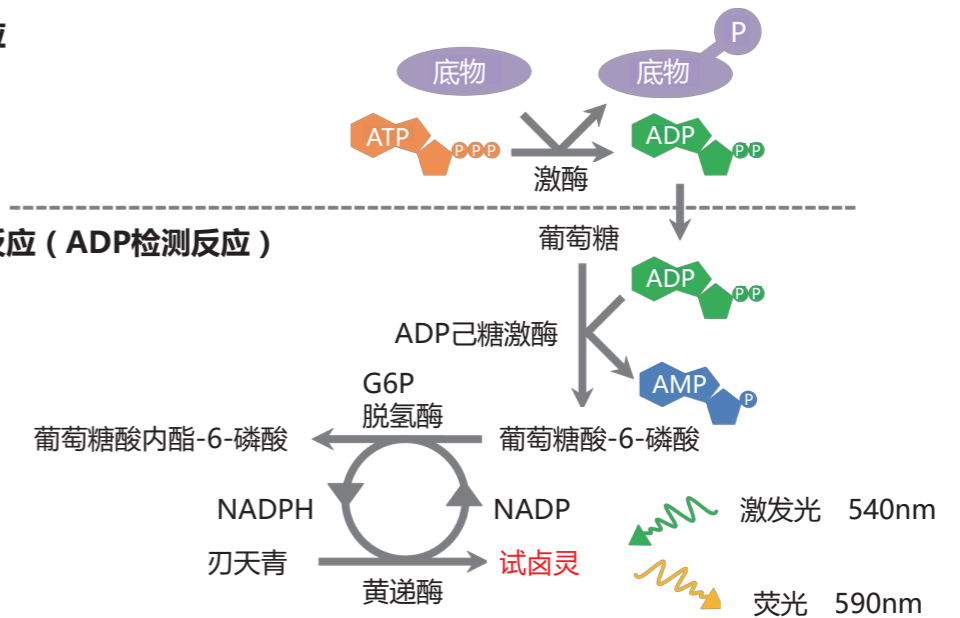 应
底物
底物
P
ATP
P P P
ADP
P P
激酶
反应（ADP检测反应）
葡萄糖
ADP
P P
ADP己糖激酶
AMP
P
G6P
脱氢酶
葡萄糖酸内酯-6-磷酸
葡萄糖酸-6-磷酸
NADPH
NADP
激发光 540nm
刃天青
试卤灵
黄递酶
荧光 590nm